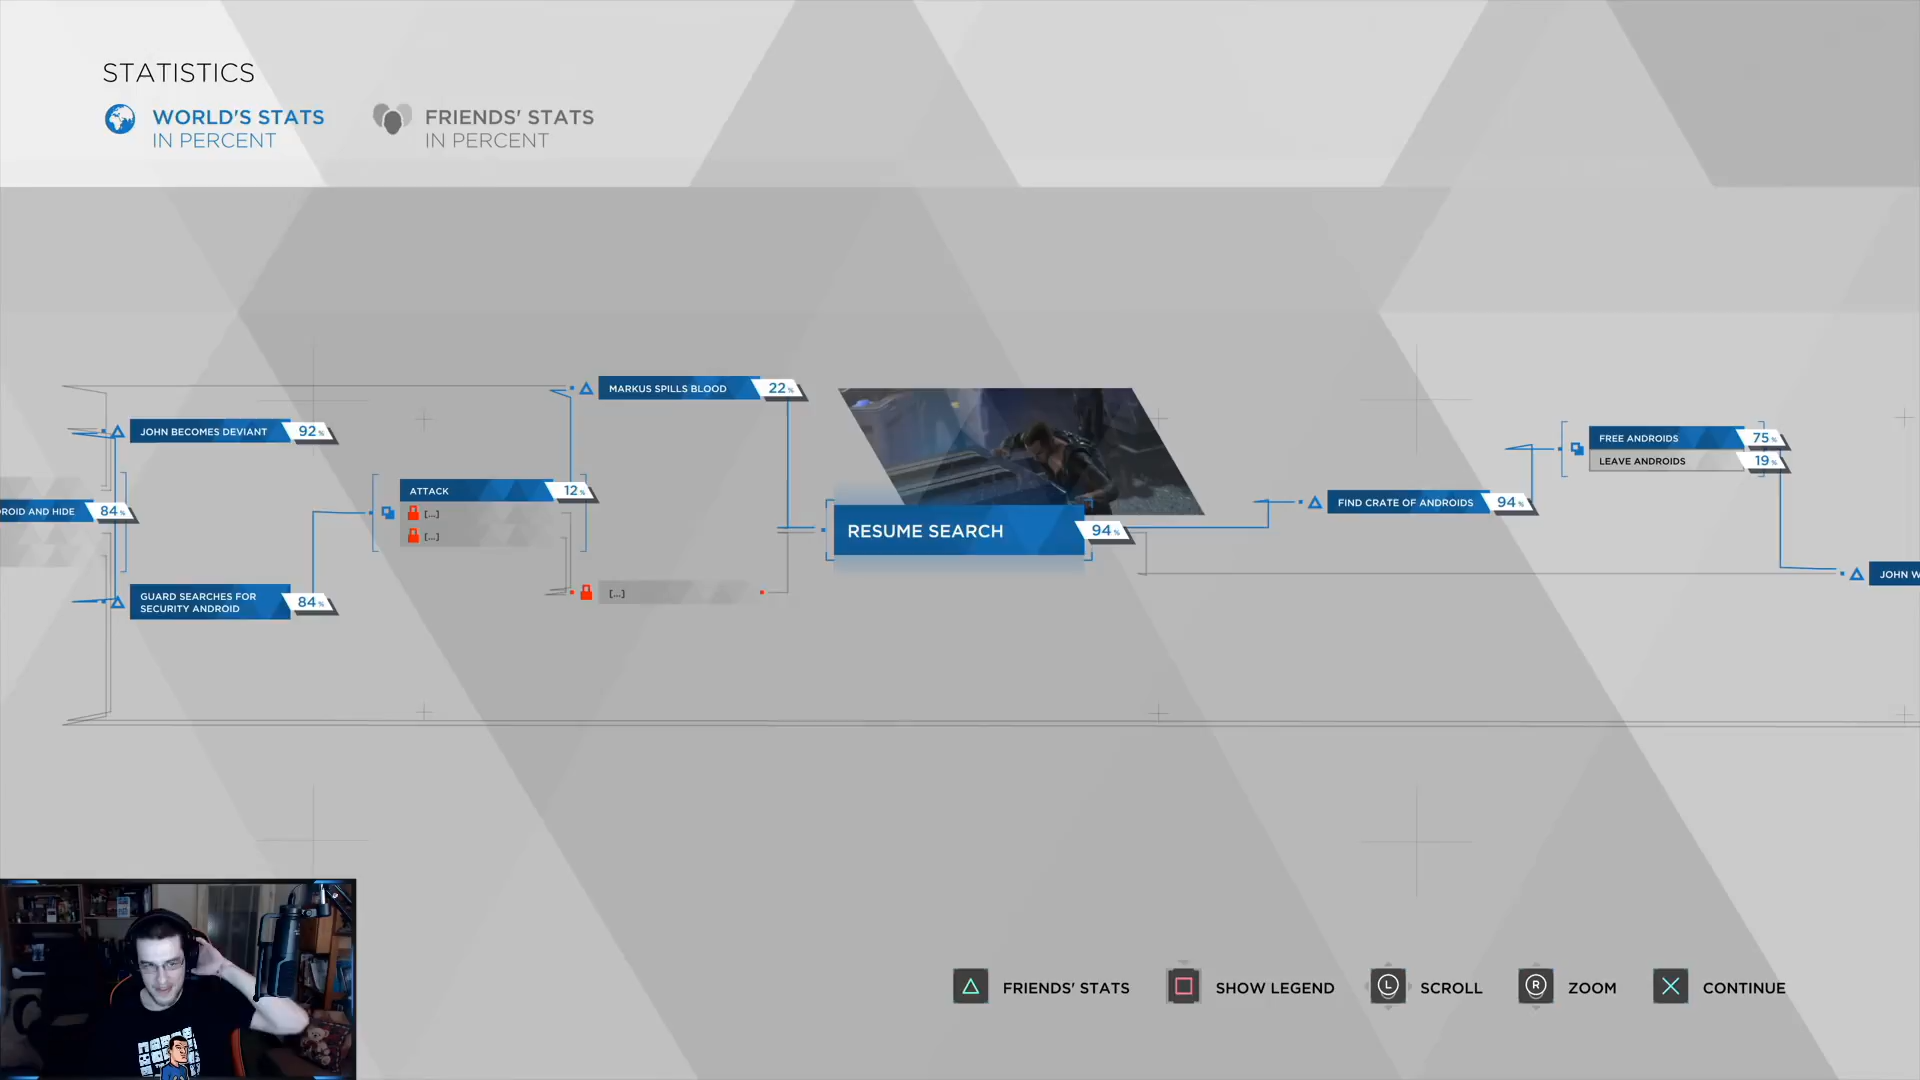 STATISTICS
WORLD'S STATS
IN PERCENT
FRIENDS' STATS
IN PERCENT
JOHN BECOMES DEVIANT 92%
ROID AND HIDE 84%
GUARD SEARCHES FOR
SECURITY ANDROID 84%
ATTACK 12%
[...]
[...]
MARKUS SPILLS BLOOD 22%
[...]
RESUME SEARCH 94%
FIND CRATE OF ANDROIDS 94%
FREE ANDROIDS 75%
LEAVE ANDROIDS 19%
JOHN W
FRIENDS' STATS
SHOW LEGEND
L SCROLL
R ZOOM
CONTINUE